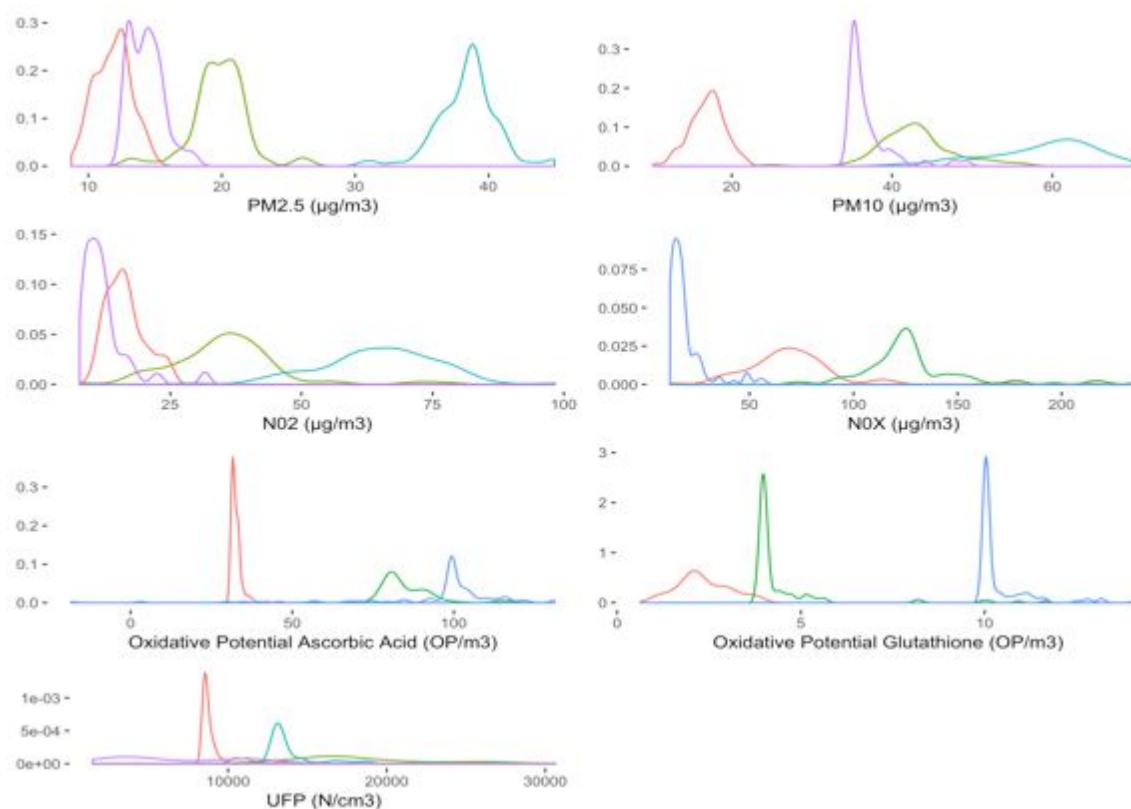 0.3
0.2
0.1
0.0
10 20 30 40
PM2.5 (µg/m3)
0.3
0.2
0.1
0.0
20 40 60
PM10 (µg/m3)
0.15
0.10
0.05
0.00
25 50 75 100
N02 (µg/m3)
0.075
0.050
0.025
0.000
50 100 150 200
N0X (µg/m3)
0.3
0.2
0.1
0.0
0 50 100
Oxidative Potential Ascorbic Acid (OP/m3)
3
2
1
0
0 5 10
Oxidative Potential Glutathione (OP/m3)
1e-03
5e-04
0e+00
10000 20000 30000
UFP (N/cm3)